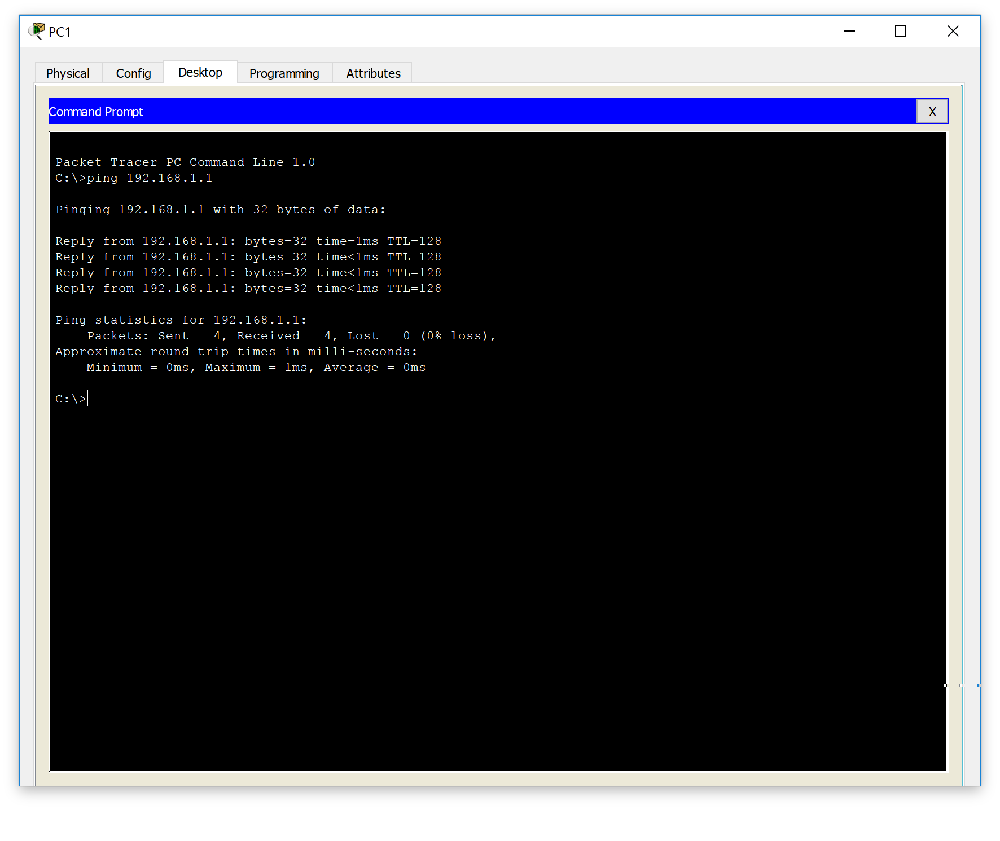 PC1
Physical Config Desktop Programming Attributes
Command Prompt X
Packet Tracer PC Command Line 1.0
C:\>ping 192.168.1.1
Pinging 192.168.1.1 with 32 bytes of data:
Reply from 192.168.1.1: bytes=32 time=1ms TTL=128
Reply from 192.168.1.1: bytes=32 time<1ms TTL=128
Reply from 192.168.1.1: bytes=32 time<1ms TTL=128
Reply from 192.168.1.1: bytes=32 time<1ms TTL=128
Ping statistics for 192.168.1.1:
    Packets: Sent = 4, Received = 4, Lost = 0 (0% loss),
Approximate round trip times in milli-seconds:
    Minimum = 0ms, Maximum = 1ms, Average = 0ms
C:\>